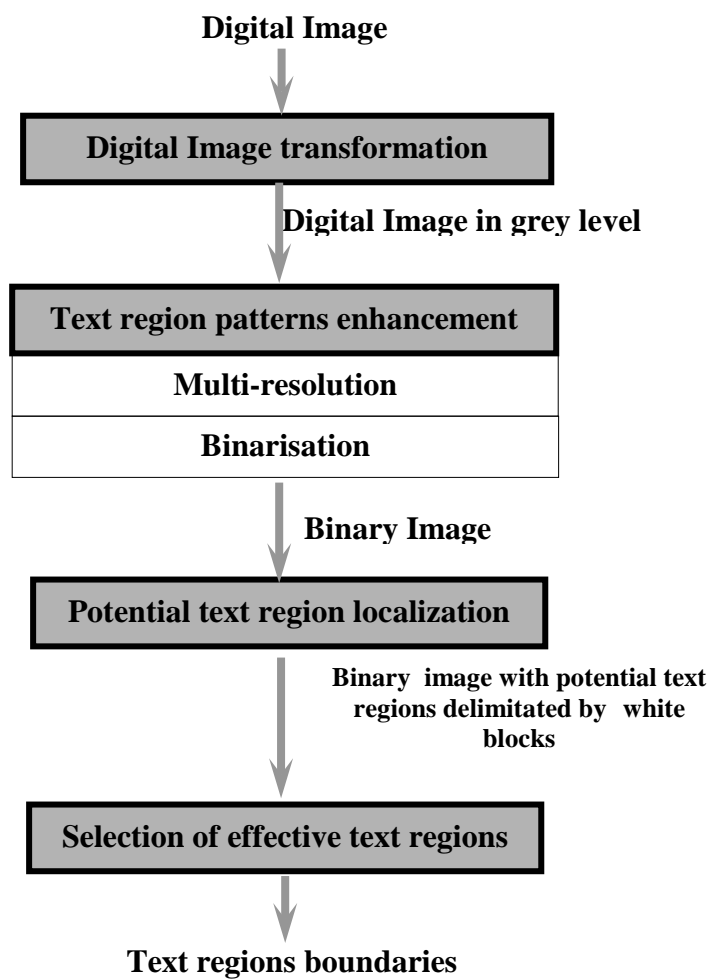 Digital Image
Digital Image transformation
Digital Image in grey level
Text region patterns enhancement
Multi-resolution
Binarisation
Binary Image
Potential text region localization
Binary image with potential text
regions delimitated by white
blocks
Selection of effective text regions
Text regions boundaries